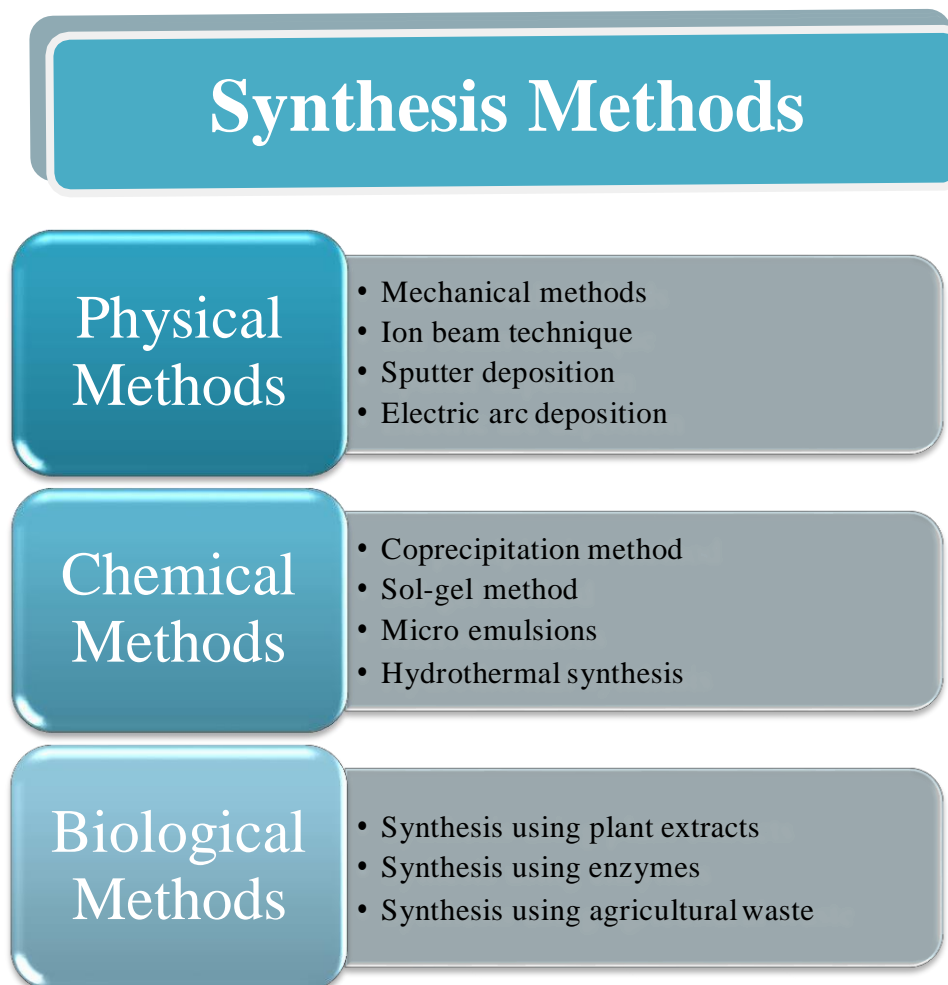 Synthesis Methods
Physical
Methods
• Mechanical methods
• Ion beam technique
• Sputter deposition
• Electric arc deposition
Chemical
Methods
• Coprecipitation method
• Sol-gel method
• Micro emulsions
• Hydrothermal synthesis
Biological
Methods
• Synthesis using plant extracts
• Synthesis using enzymes
• Synthesis using agricultural waste